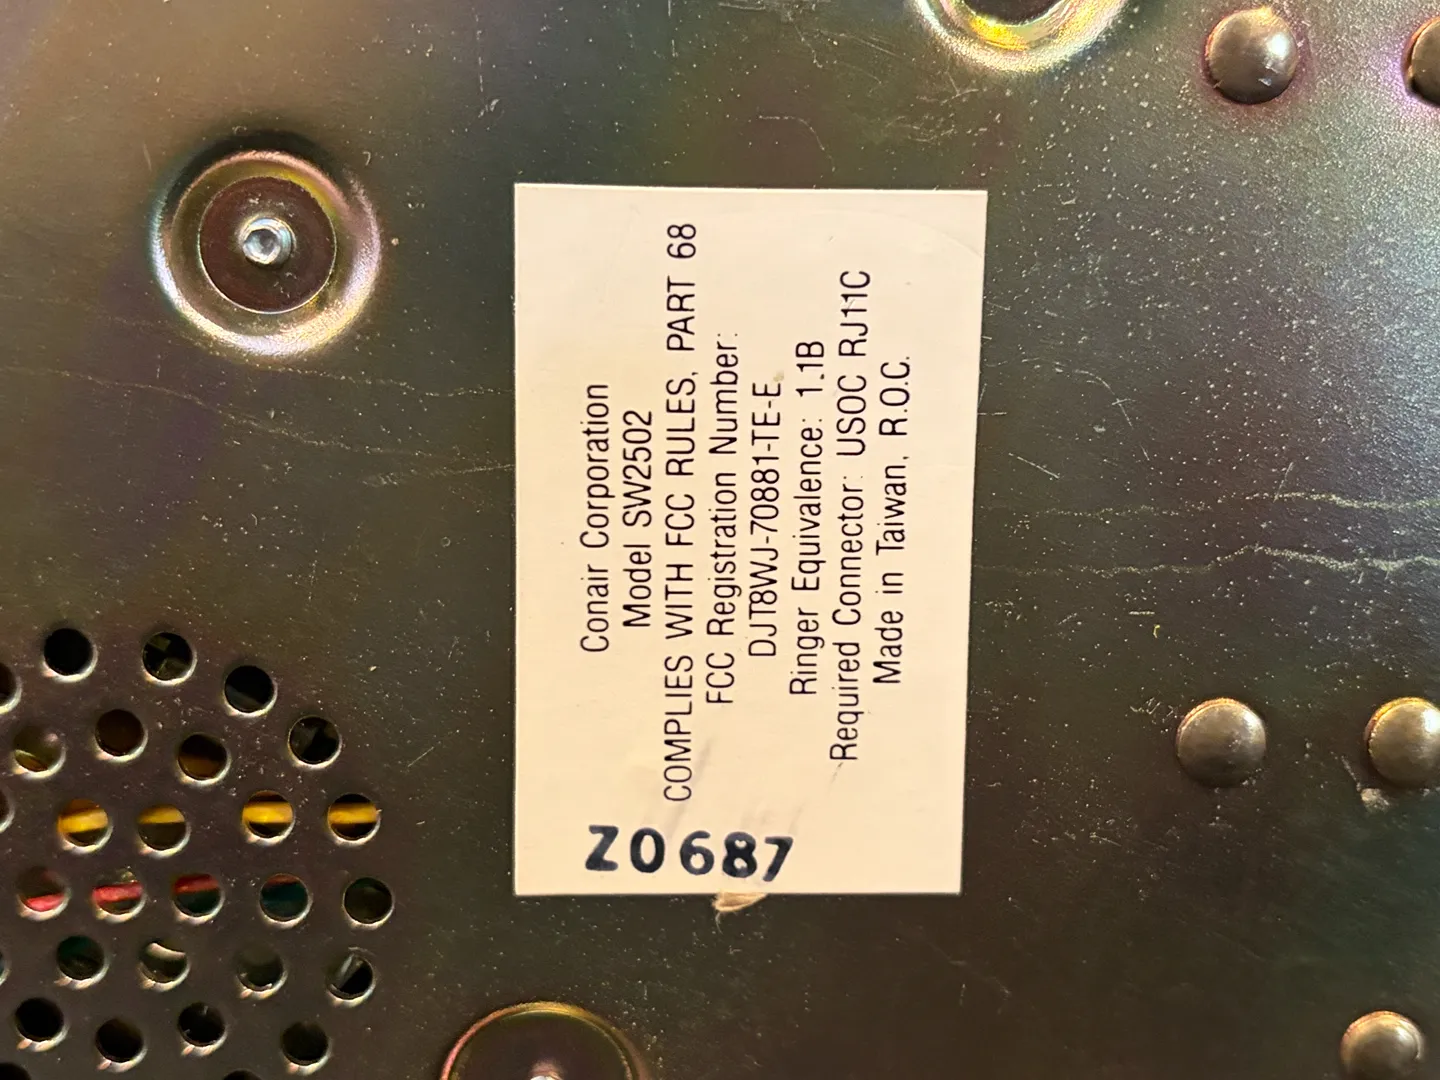 Conair Corporation
Model SW2502
COMPLIES WITH FCC RULES, PART 68
FCC Registration Number:
DJT8WJ-70881-TE-E
Ringer Equivalence: 1.1B
Required Connector: USOC RJ11C
Made in Taiwan, R.O.C.
Z0687